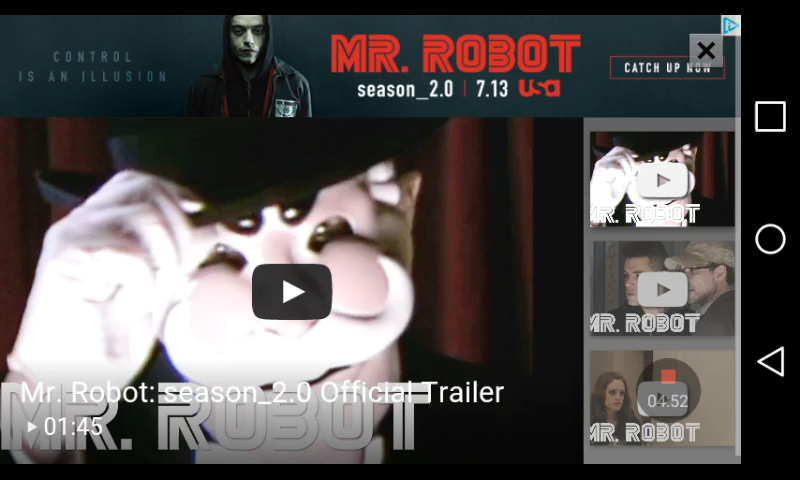 CONTROL
IS AN ILLUSION
MR. ROBOT
season_2.0 | 7.13 USA
CATCH UP NOW
Mr. Robot: season_2.0 Official Trailer
01:45
MR. ROBOT
MR. ROBOT
MR. ROBOT
04:52
MR. ROBOT